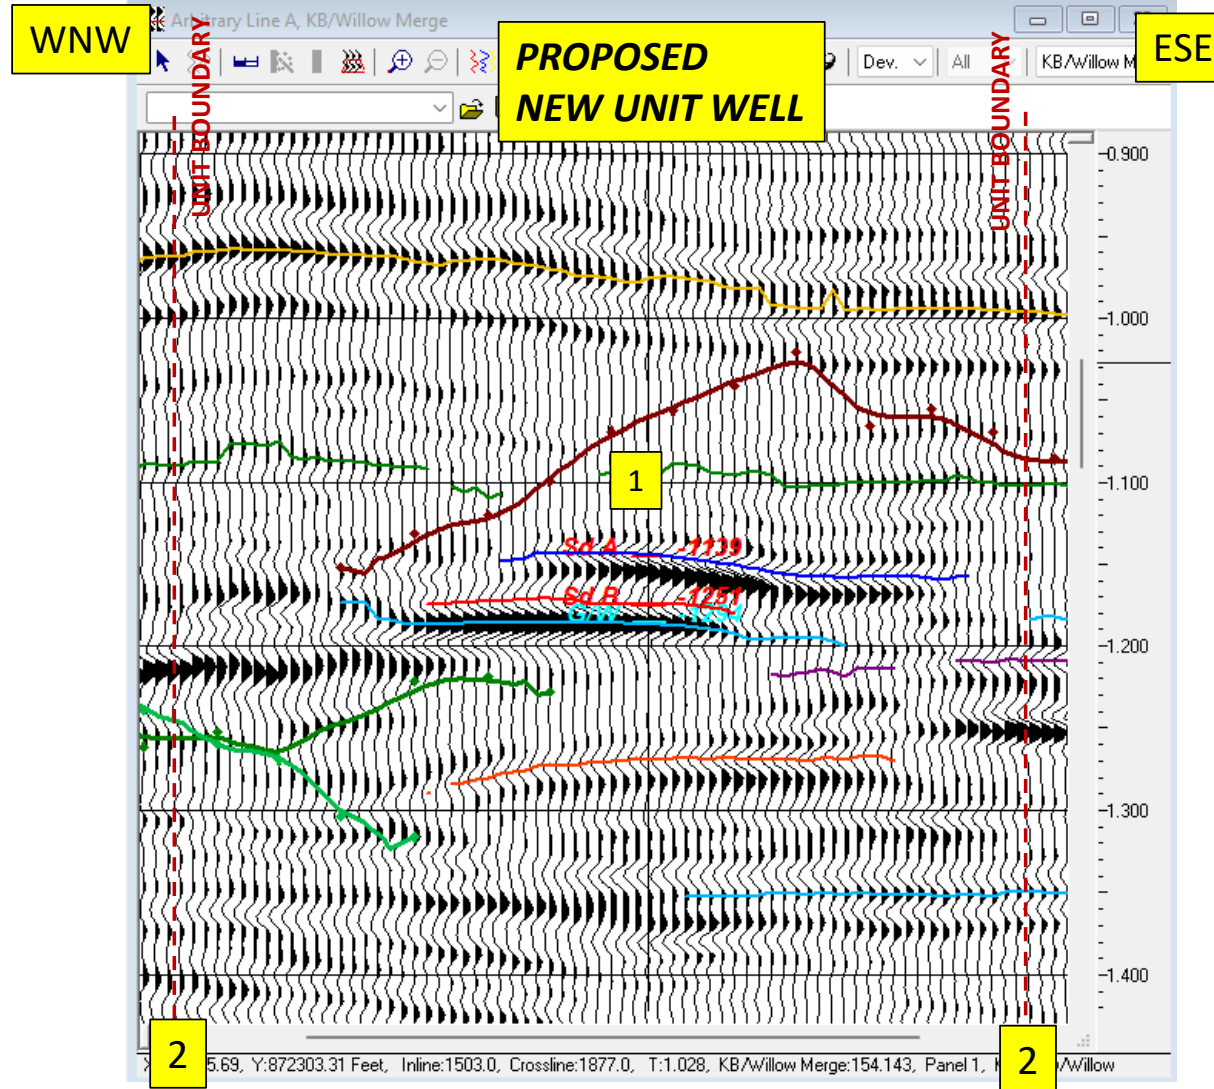 Arbitrary Line A, KB/Willow Merge
WNW
ESE
PROPOSED
NEW UNIT WELL
Dev.
All
KB/Willow
UNIT BOUNDARY
UNIT BOUNDARY
-0.900
-1.000
-1.100
-1.200
-1.300
-1.400
1
Sd A -1139
Sd B -1251
G/W -1254
2
2
5.69, Y:872303.31 Feet, Inline:1503.0, Crossline:1877.0, T:1.028, KB/Willow Merge:154.143, Panel 1,
/Willow